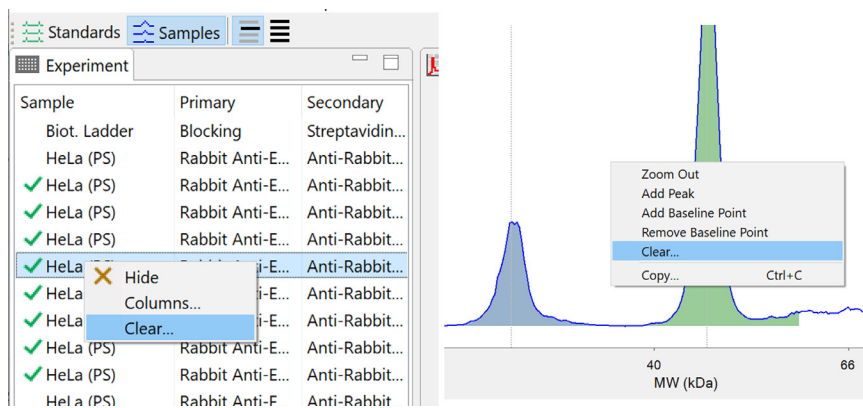 Standards Samples
Experiment
Sample Primary Secondary
Biot. Ladder Blocking Streptavidin...
HeLa (PS) Rabbit Anti-E... Anti-Rabbit...
HeLa (PS) Rabbit Anti-E... Anti-Rabbit...
HeLa (PS) Rabbit Anti-E... Anti-Rabbit...
HeLa (PS) Rabbit Anti-E... Anti-Rabbit...
HeLa Anti-Rabbit...
HeLa Anti-Rabbit...
HeLa Anti-Rabbit...
HeLa (PS) Rabbit Anti-E... Anti-Rabbit...
HeLa (PS) Rabbit Anti-E... Anti-Rabbit...
HeLa (PS) Rabbit Anti-E... Anti-Rabbit
Hide
Columns...
Clear...
Zoom Out
Add Peak
Add Baseline Point
Remove Baseline Point
Clear...
Copy... Ctrl+C
40 66
MW (kDa)